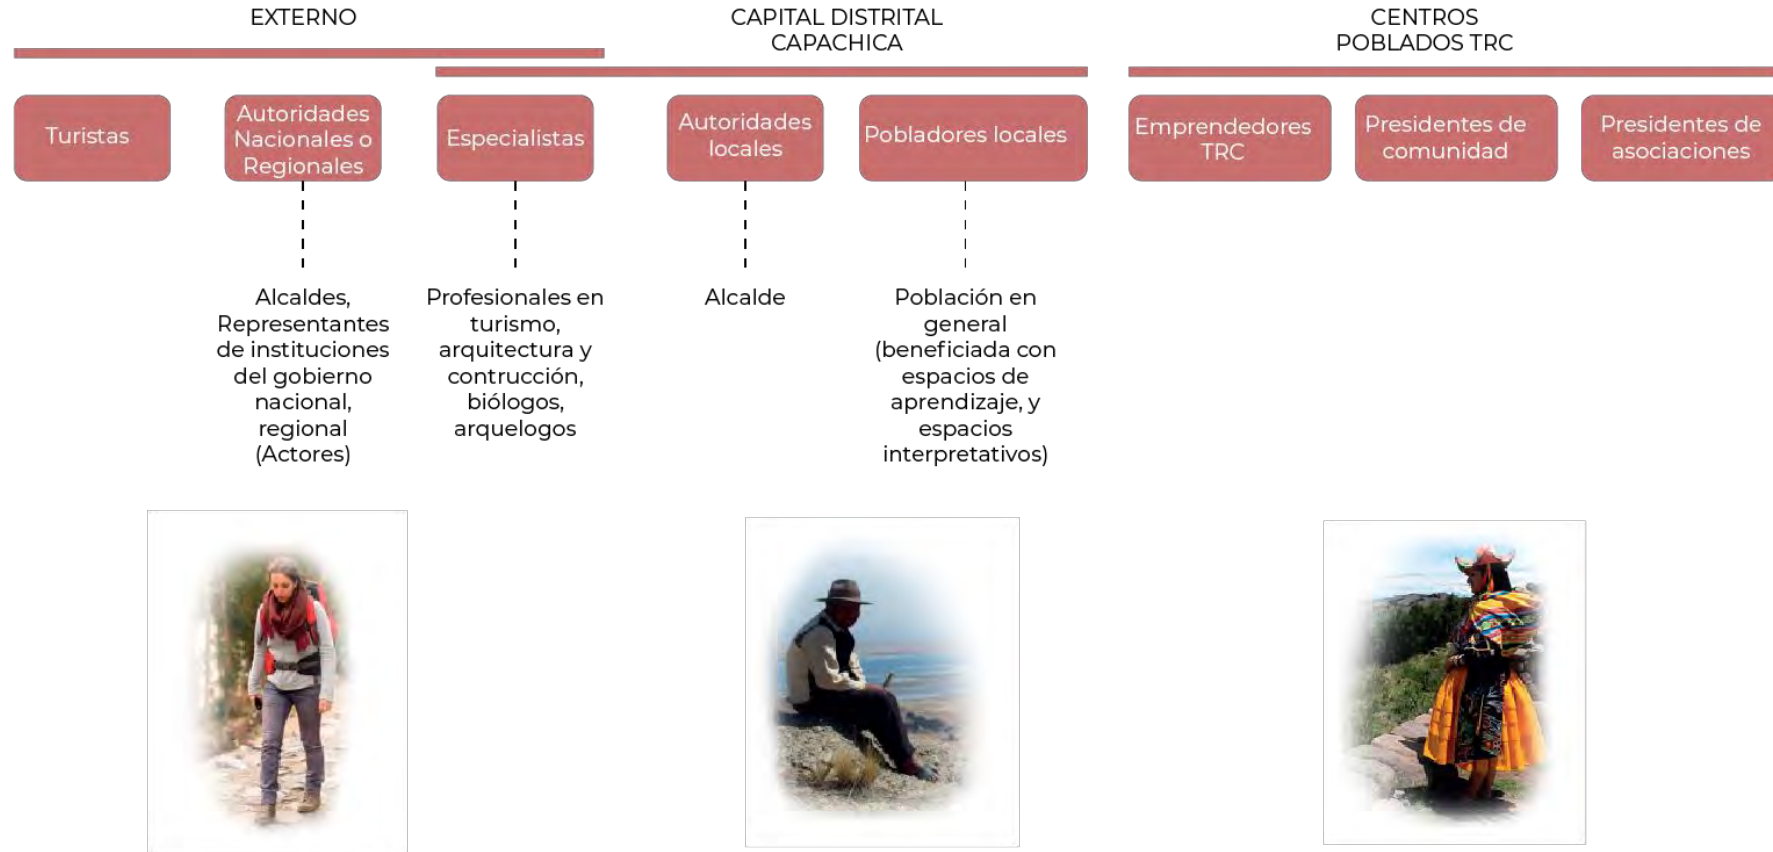 EXTERNO
CAPITAL DISTRITAL
CAPACHICA
CENTROS
POBLADOS TRC
Turistas
Autoridades
Nacionales o
Regionales
Especialistas
Autoridades
locales
Pobladores locales
Emprendedores
TRC
Presidentes de
comunidad
Presidentes de
asociaciones
Alcaldes,
Representantes
de instituciones
del gobierno
nacional,
regional
(Actores)
Profesionales en
turismo,
arquitectura y
contrucción,
biólogos,
arquelogos
Alcalde
Población en
general
(beneficiada con
espacios de
aprendizaje, y
espacios
interpretativos)